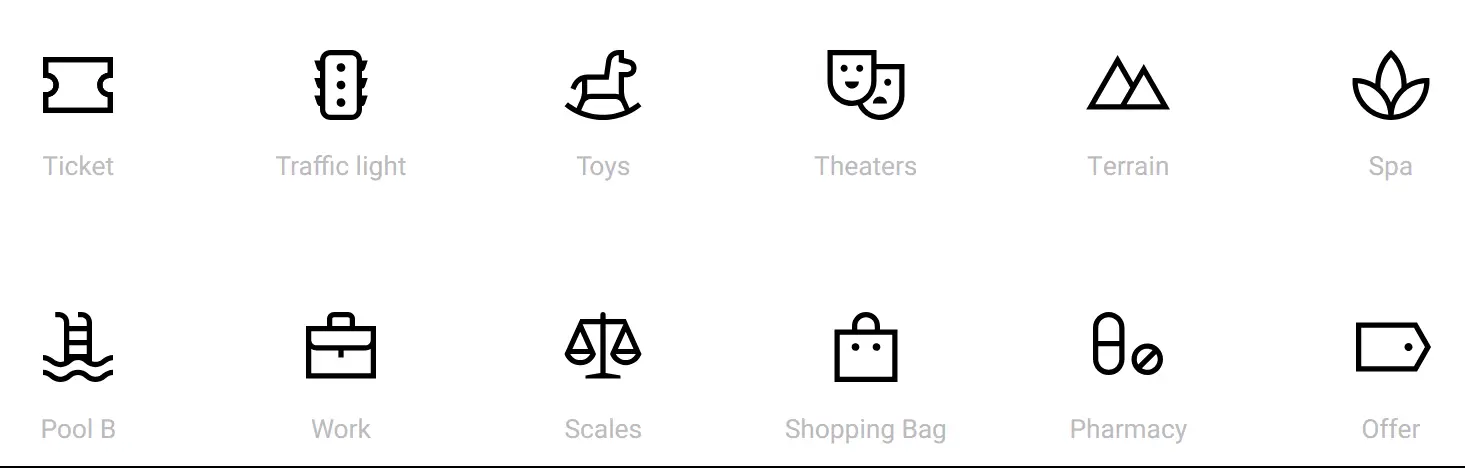 Ticket Traffic light Toys Theaters Terrain Spa
Pool B Work Scales Shopping Bag Pharmacy Offer